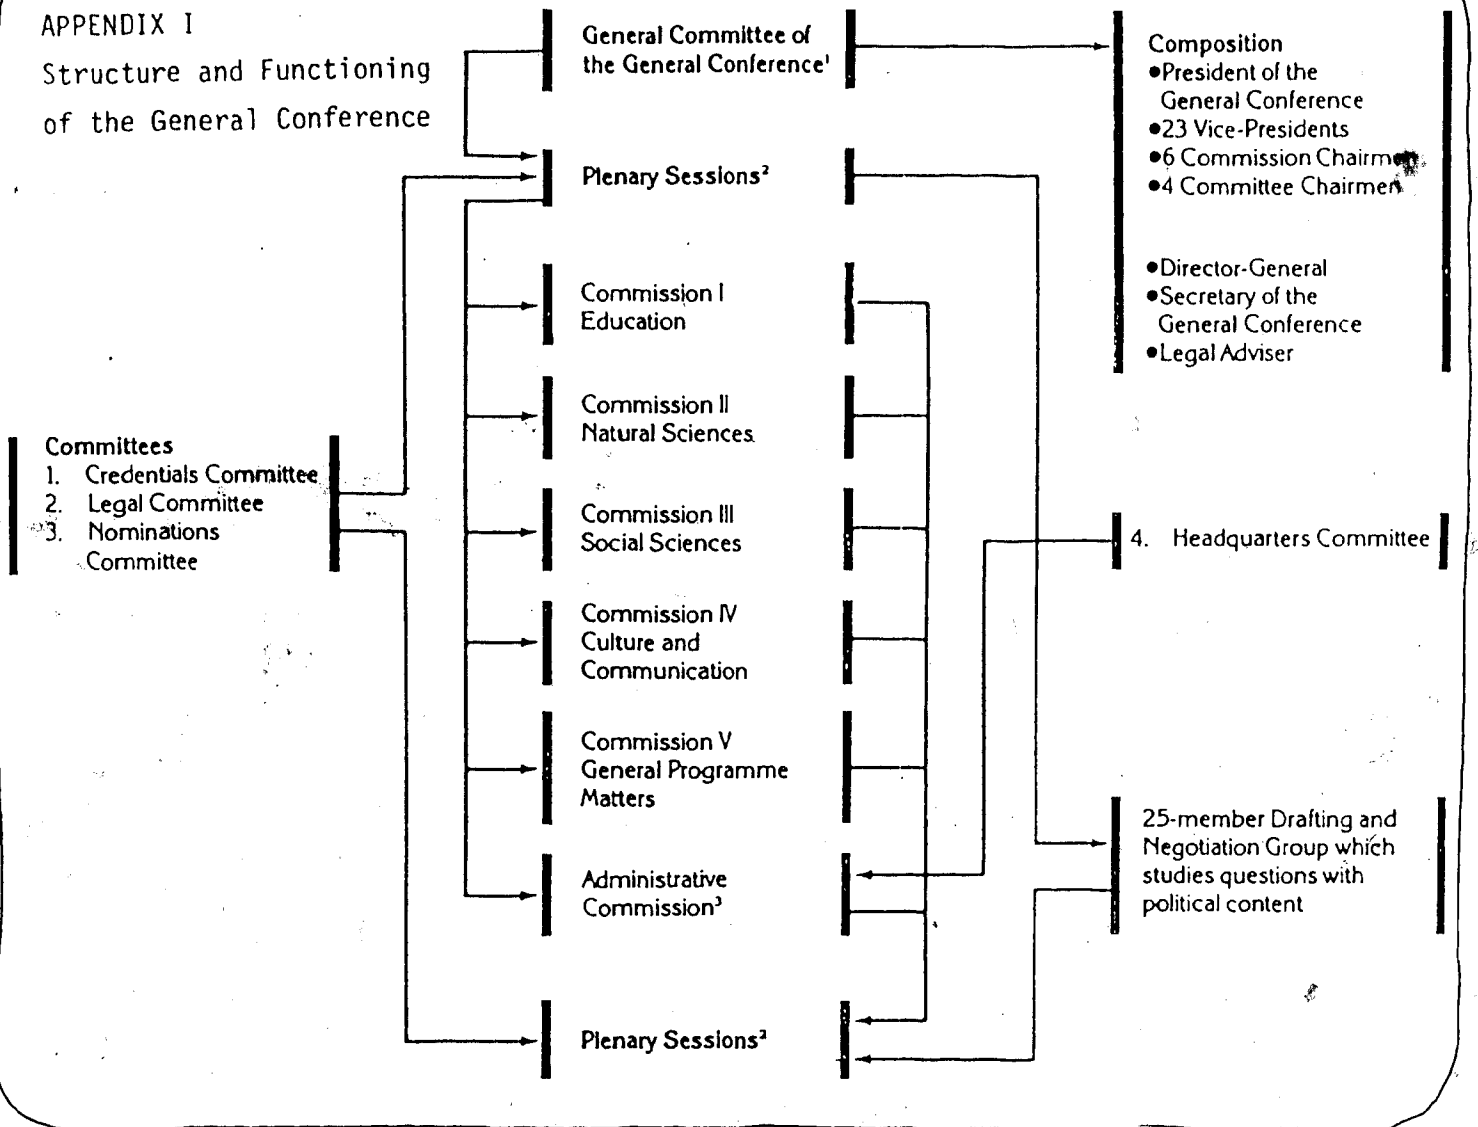 APPENDIX I
Structure and Functioning
of the General Conference
General Committee of
the General Conference¹
Composition
●President of the
General Conference
●23 Vice-Presidents
●6 Commission Chairmen
●4 Committee Chairmen
●Director-General
●Secretary of the
General Conference
●Legal Adviser
Plenary Sessions²
Commission I
Education
Commission II
Natural Sciences
Commission III
Social Sciences
Commission IV
Culture and
Communication
Commission V
General Programme
Matters
Administrative
Commission³
Plenary Sessions²
Committees
1. Credentials Committee
2. Legal Committee
3. Nominations
Committee
4. Headquarters Committee
25-member Drafting and
Negotiation Group which
studies questions with
political content